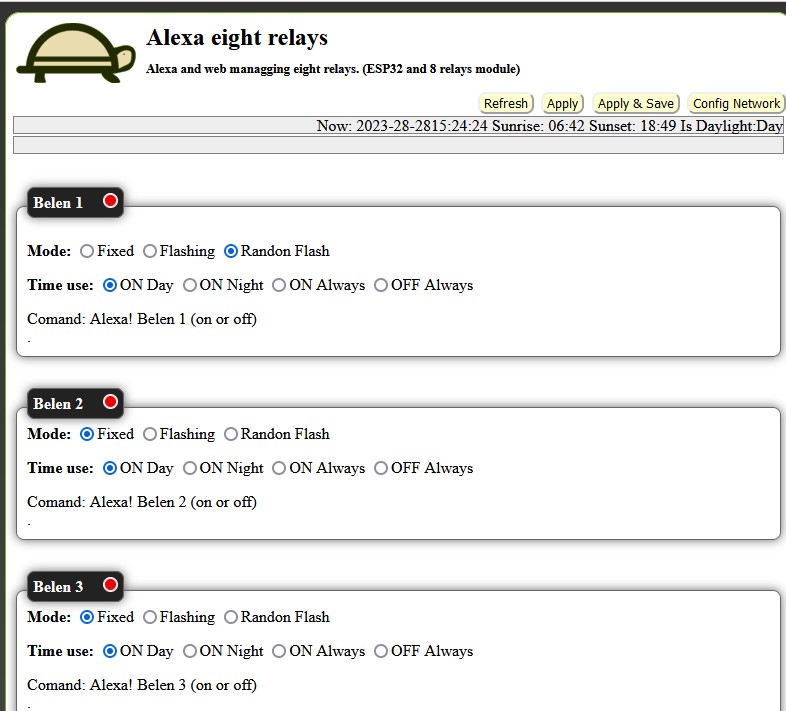 Alexa eight relays
Alexa and web managging eight relays. (ESP32 and 8 relays module)
Refresh Apply Apply & Save Config Network
Now: 2023-28-2815:24:24 Sunrise: 06:42 Sunset: 18:49 Is Daylight:Day
Belen 1
Mode: Fixed Flashing Randon Flash
Time use: ON Day ON Night ON Always OFF Always
Comand: Alexa! Belen 1 (on or off)
.
Belen 2
Mode: Fixed Flashing Randon Flash
Time use: ON Day ON Night ON Always OFF Always
Comand: Alexa! Belen 2 (on or off)
.
Belen 3
Mode: Fixed Flashing Randon Flash
Time use: ON Day ON Night ON Always OFF Always
Comand: Alexa! Belen 3 (on or off)
.